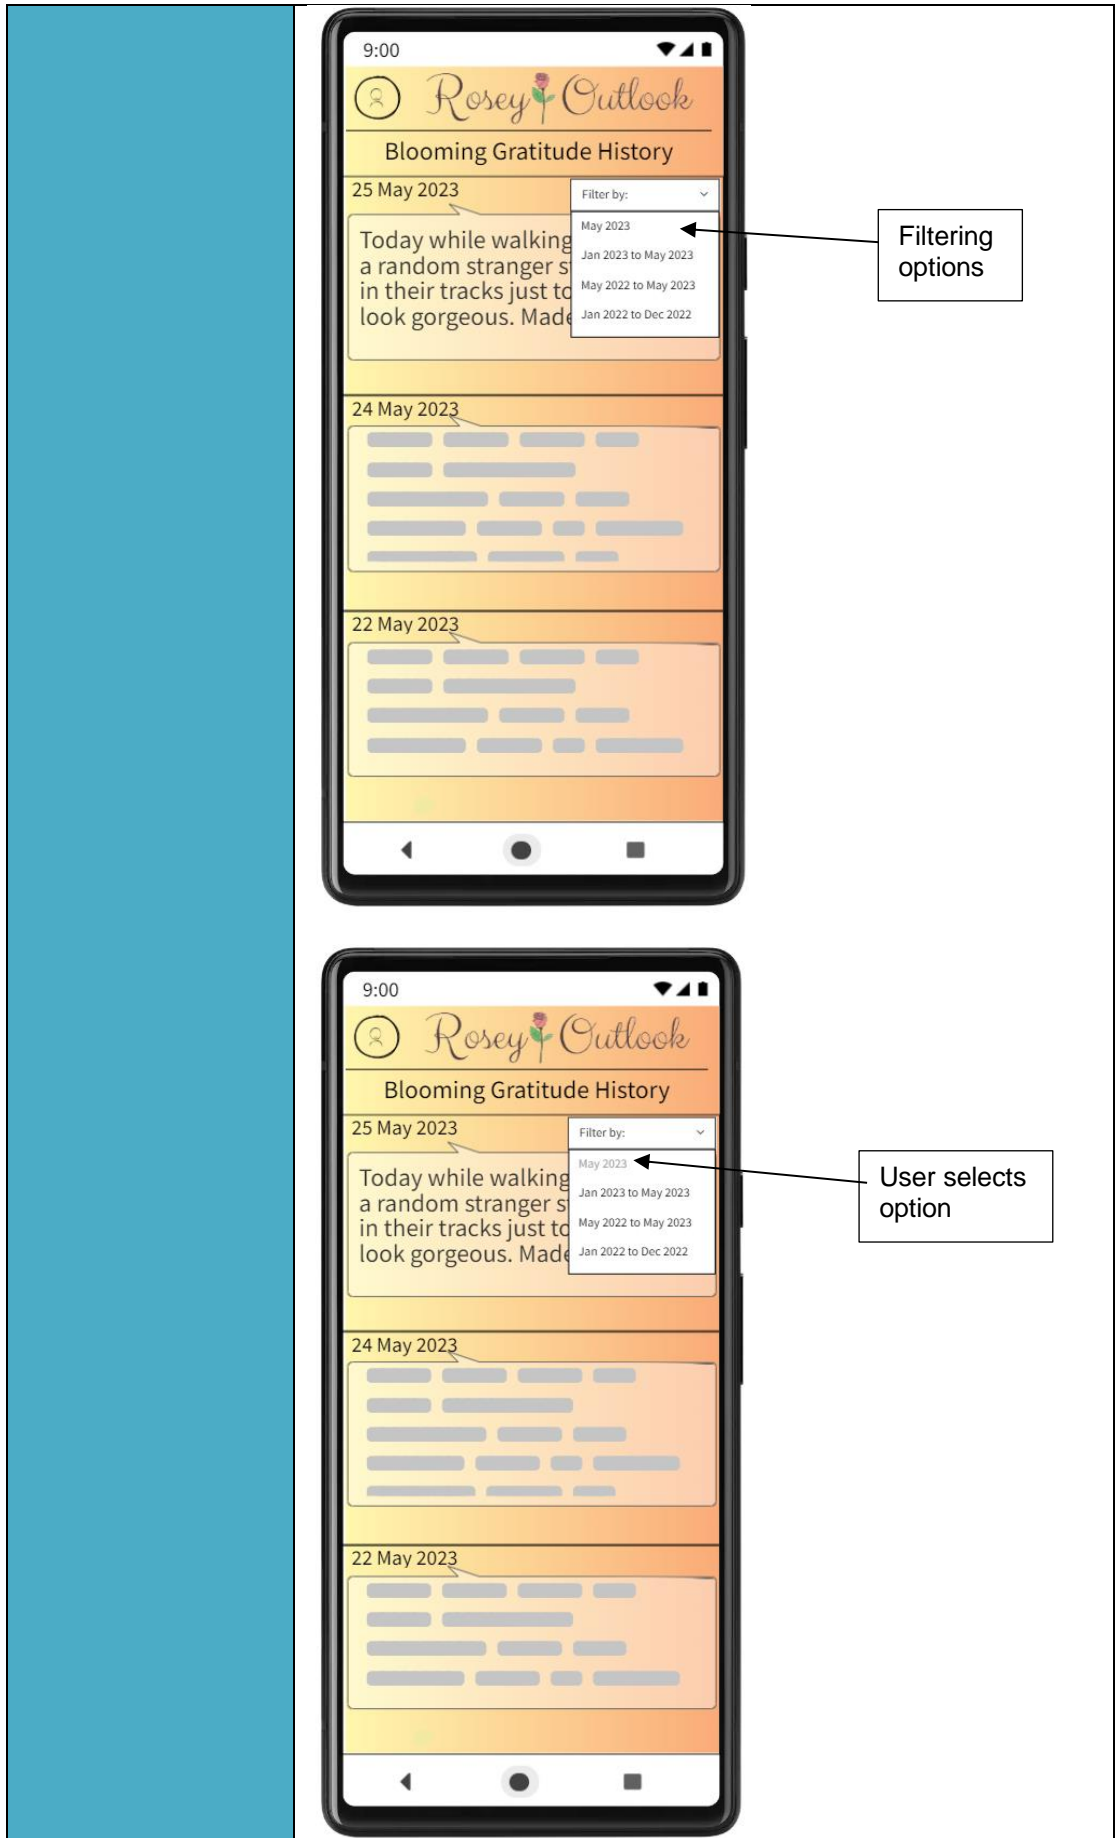 9:00
Rosey Outlook
Blooming Gratitude History
25 May 2023
Filter by:
May 2023
Jan 2023 to May 2023
May 2022 to May 2023
Jan 2022 to Dec 2022
Today while walking
a random stranger s
in their tracks just to
look gorgeous. Made
24 May 2023
22 May 2023
Filtering
options
9:00
Rosey Outlook
Blooming Gratitude History
25 May 2023
Filter by:
May 2023
Jan 2023 to May 2023
May 2022 to May 2023
Jan 2022 to Dec 2022
Today while walking
a random stranger s
in their tracks just to
look gorgeous. Made
24 May 2023
22 May 2023
User selects
option